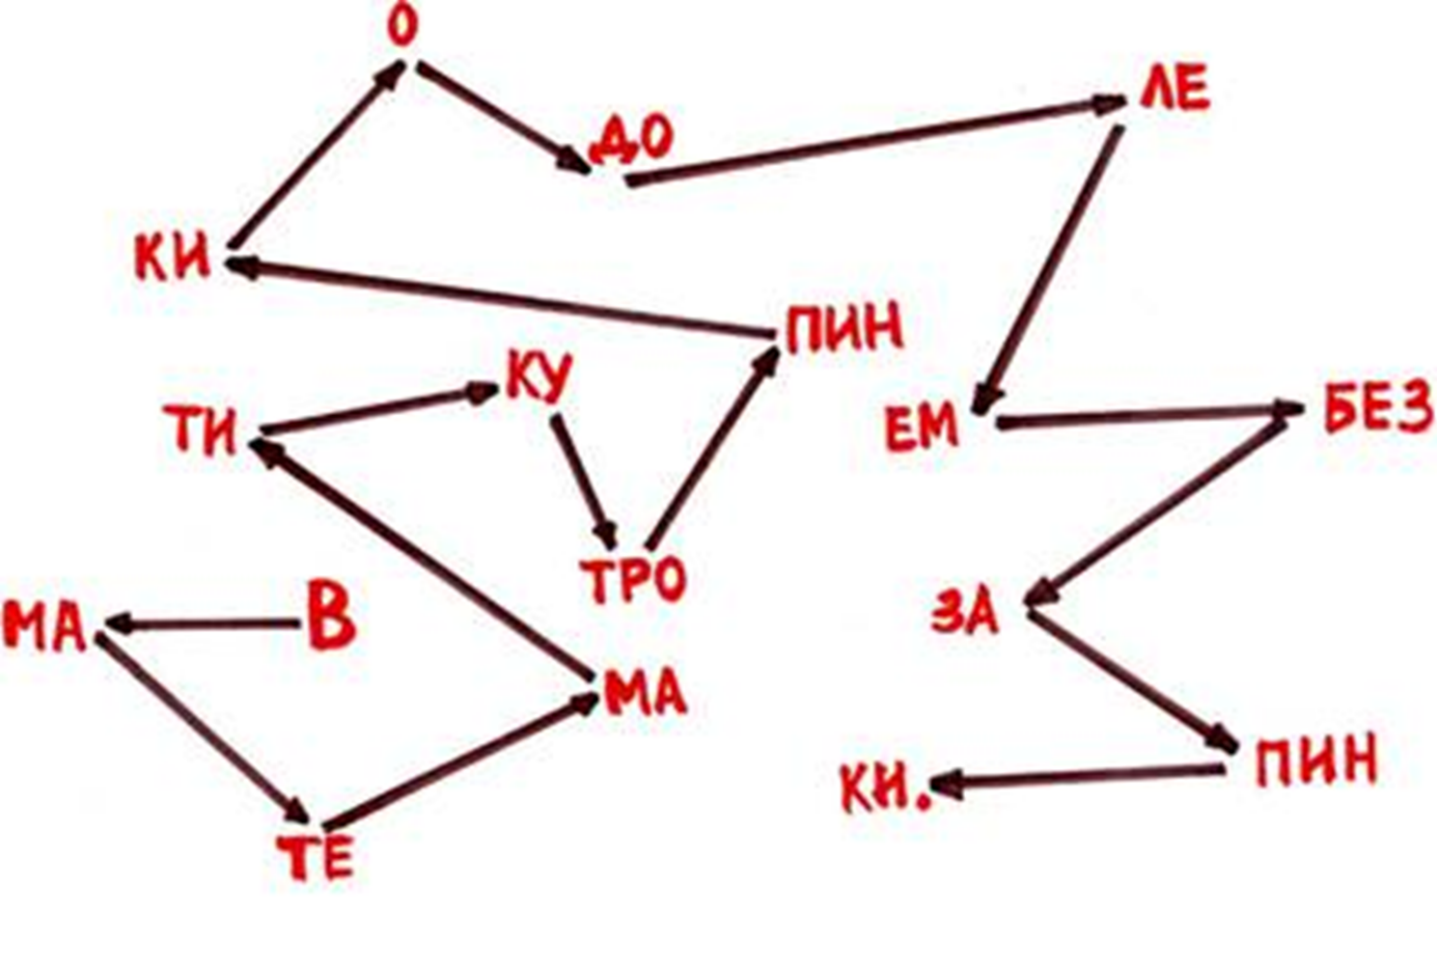 О
ЛЕ
ДО
КИ
ПИН
КУ
ТИ
ЕМ
БЕЗ
ТРО
ЗА
МА
В
МА
ПИН
КИ.
ТЕ